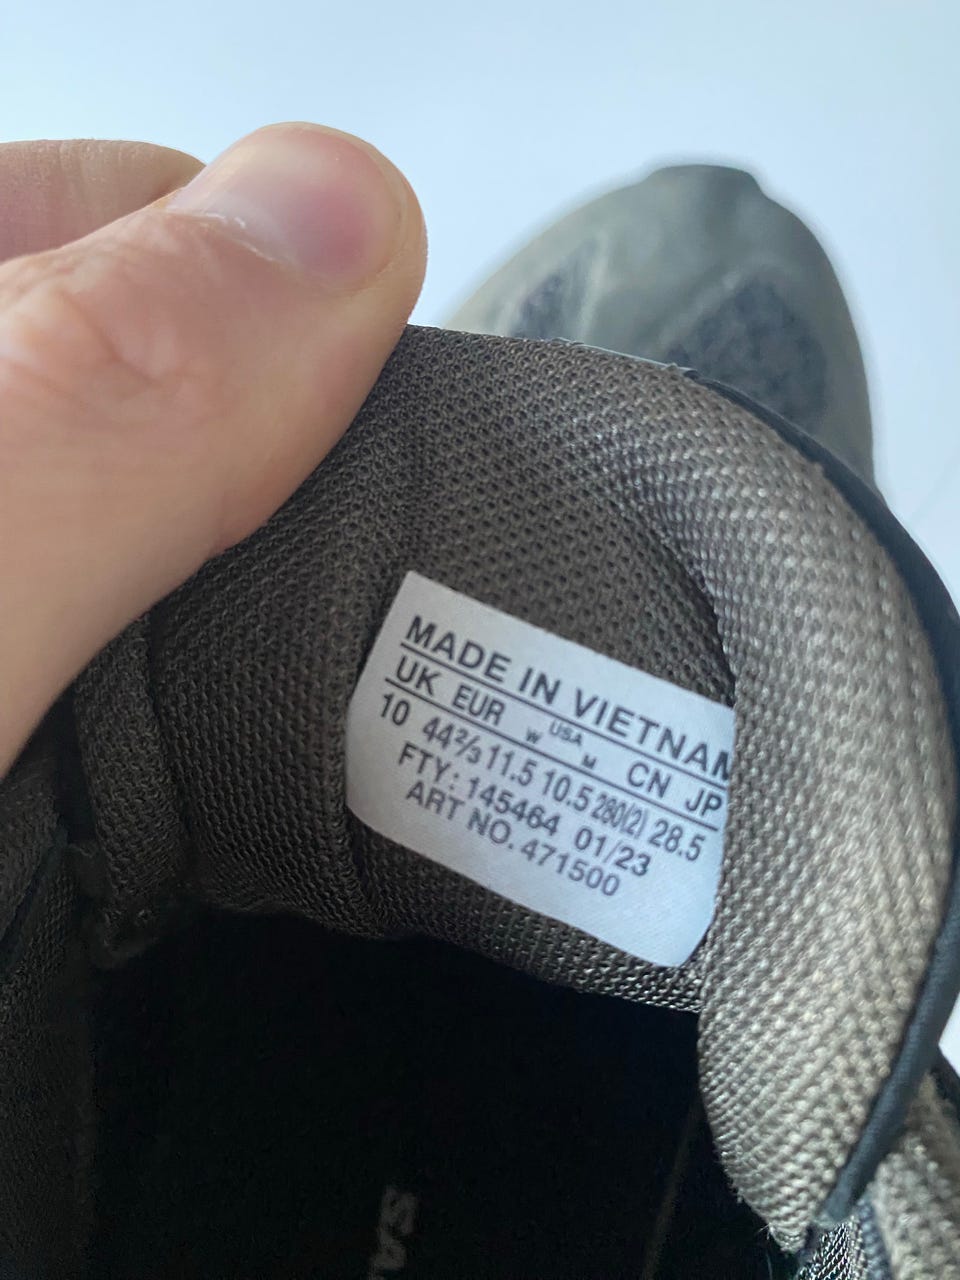 MADE IN VIETNAM
UK EUR W USA M CN JP
10 44⅔ 11.5 10.5 280(2) 28.5
FTY: 145464 01/23
ART NO. 471500
SA